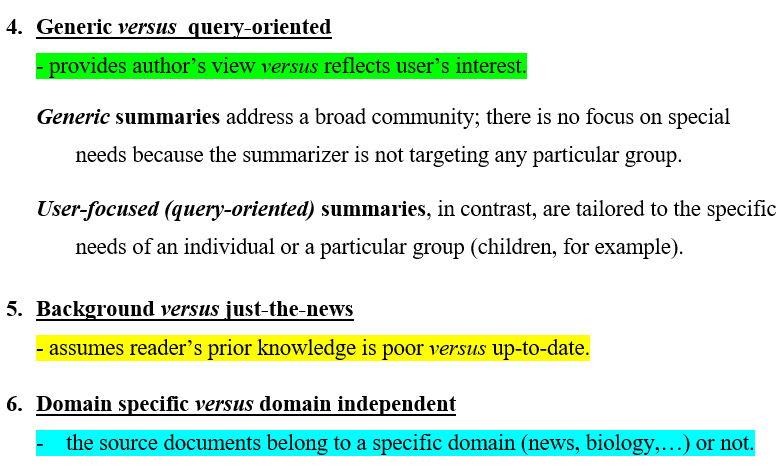 4. Generic versus query-oriented
- provides author’s view versus reflects user’s interest.
Generic summaries address a broad community; there is no focus on special
needs because the summarizer is not targeting any particular group.
User-focused (query-oriented) summaries, in contrast, are tailored to the specific
needs of an individual or a particular group (children, for example).
5. Background versus just-the-news
- assumes reader’s prior knowledge is poor versus up-to-date.
6. Domain specific versus domain independent
- the source documents belong to a specific domain (news, biology,…) or not.